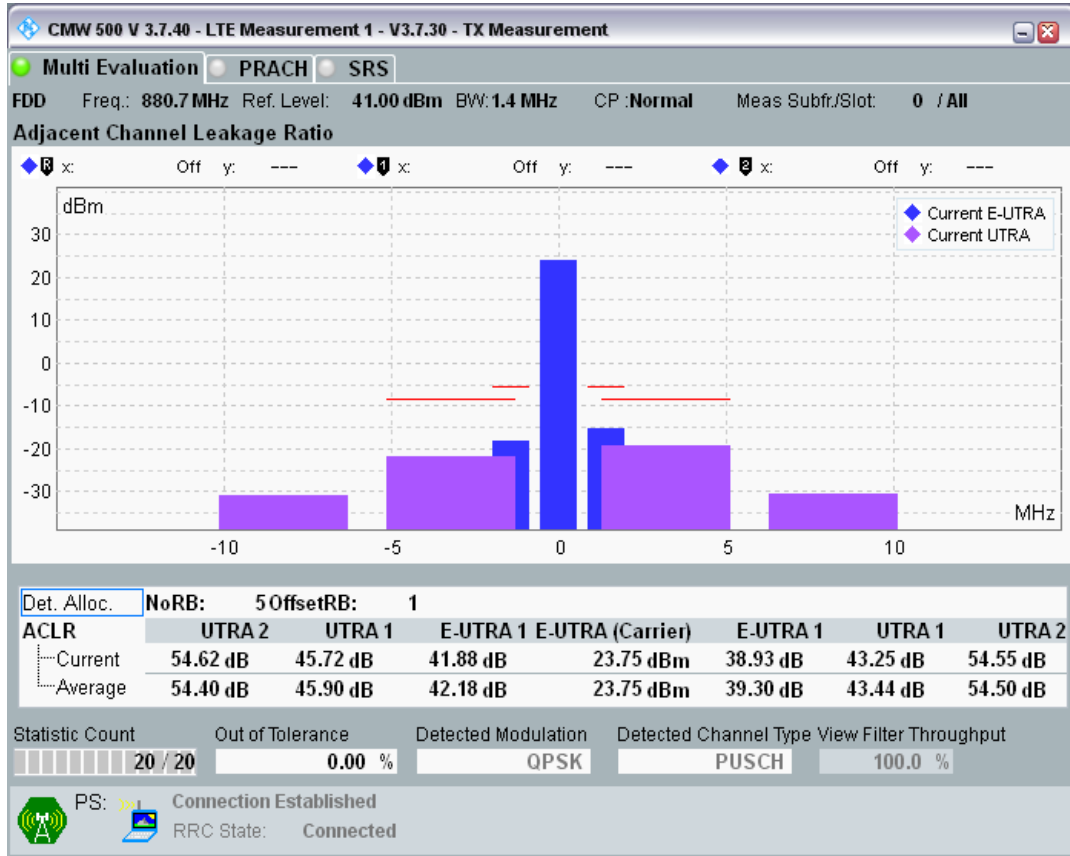 CMW 500 V 3.7.40 - LTE Measurement 1 - V3.7.30 - TX Measurement
Multi Evaluation PRACH SRS
FDD Freq.: 880.7 MHz Ref. Level: 41.00 dBm BW: 1.4 MHz CP :Normal Meas Subfr./Slot: 0 / All
Adjacent Channel Leakage Ratio
R x: Off y: --- 1 x: Off y: --- 2 x: Off y: ---
dBm
Current E-UTRA
Current UTRA
30
20
10
0
-10
-20
-30
MHz
-10 -5 0 5 10
Det. Alloc. NoRB: 5 OffsetRB: 1
ACLR UTRA 2 UTRA 1 E-UTRA 1 E-UTRA (Carrier) E-UTRA 1 UTRA 1 UTRA 2
Current 54.62 dB 45.72 dB 41.88 dB 23.75 dBm 38.93 dB 43.25 dB 54.55 dB
Average 54.40 dB 45.90 dB 42.18 dB 23.75 dBm 39.30 dB 43.44 dB 54.50 dB
Statistic Count Out of Tolerance Detected Modulation Detected Channel Type View Filter Throughput
20 / 20 0.00 % QPSK PUSCH 100.0 %
PS: Connection Established
RRC State: Connected